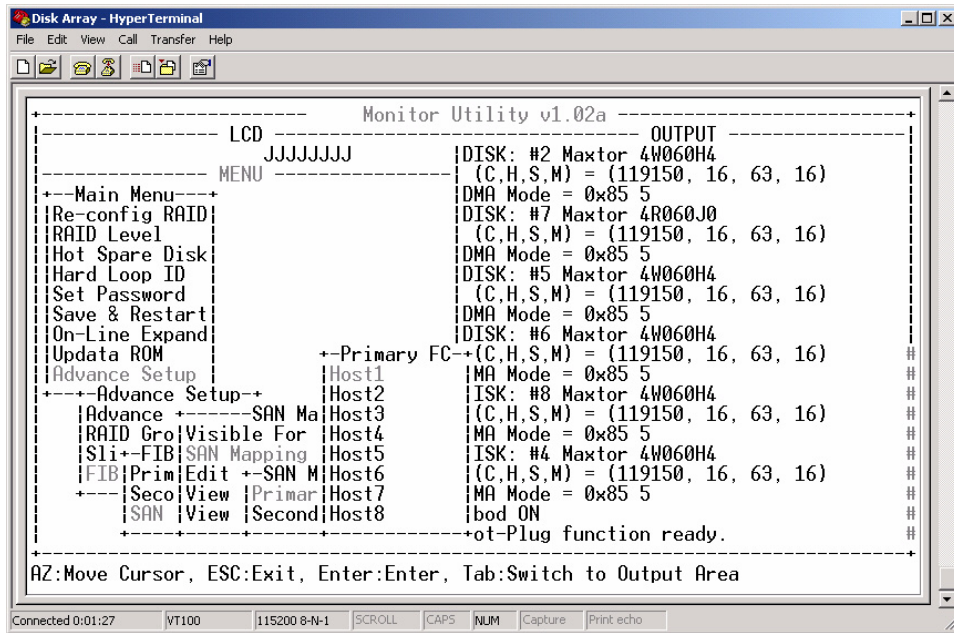 Disk Array - HyperTerminal
File Edit View Call Transfer Help
Monitor Utility v1.02a
LCD OUTPUT
JJJJJJJJ |DISK: #2 Maxtor 4W060H4
MENU | (C,H,S,M) = (119150, 16, 63, 16)
+--Main Menu---+ |DMA Mode = 0x85 5
||Re-config RAID| |DISK: #7 Maxtor 4R060J0
||RAID Level | | (C,H,S,M) = (119150, 16, 63, 16)
||Hot Spare Disk| |DMA Mode = 0x85 5
||Hard Loop ID | |DISK: #5 Maxtor 4W060H4
||Set Password | | (C,H,S,M) = (119150, 16, 63, 16)
||Save & Restart| |DMA Mode = 0x85 5
||On-Line Expand| |DISK: #6 Maxtor 4W060H4
||Updata ROM | +-Primary FC-+(C,H,S,M) = (119150, 16, 63, 16) #
||Advance Setup | |Host1 |MA Mode = 0x85 5 #
+--+-Advance Setup-+ |Host2 |ISK: #8 Maxtor 4W060H4 #
|Advance +------SAN Ma|Host3 |(C,H,S,M) = (119150, 16, 63, 16) #
|RAID Gro|Visible For |Host4 |MA Mode = 0x85 5 #
|Sli+-FIB|SAN Mapping |Host5 |ISK: #4 Maxtor 4W060H4 #
|FIB|Prim|Edit +-SAN M|Host6 |(C,H,S,M) = (119150, 16, 63, 16) #
+---|Seco|View |Primar|Host7 |MA Mode = 0x85 5 #
|SAN |View |Second|Host8 |bod ON #
+----+-----+------+------------+ot-Plug function ready. #
AZ:Move Cursor, ESC:Exit, Enter:Enter, Tab:Switch to Output Area
Connected 0:01:27 VT100 115200 8-N-1 SCROLL CAPS NUM Capture Print echo